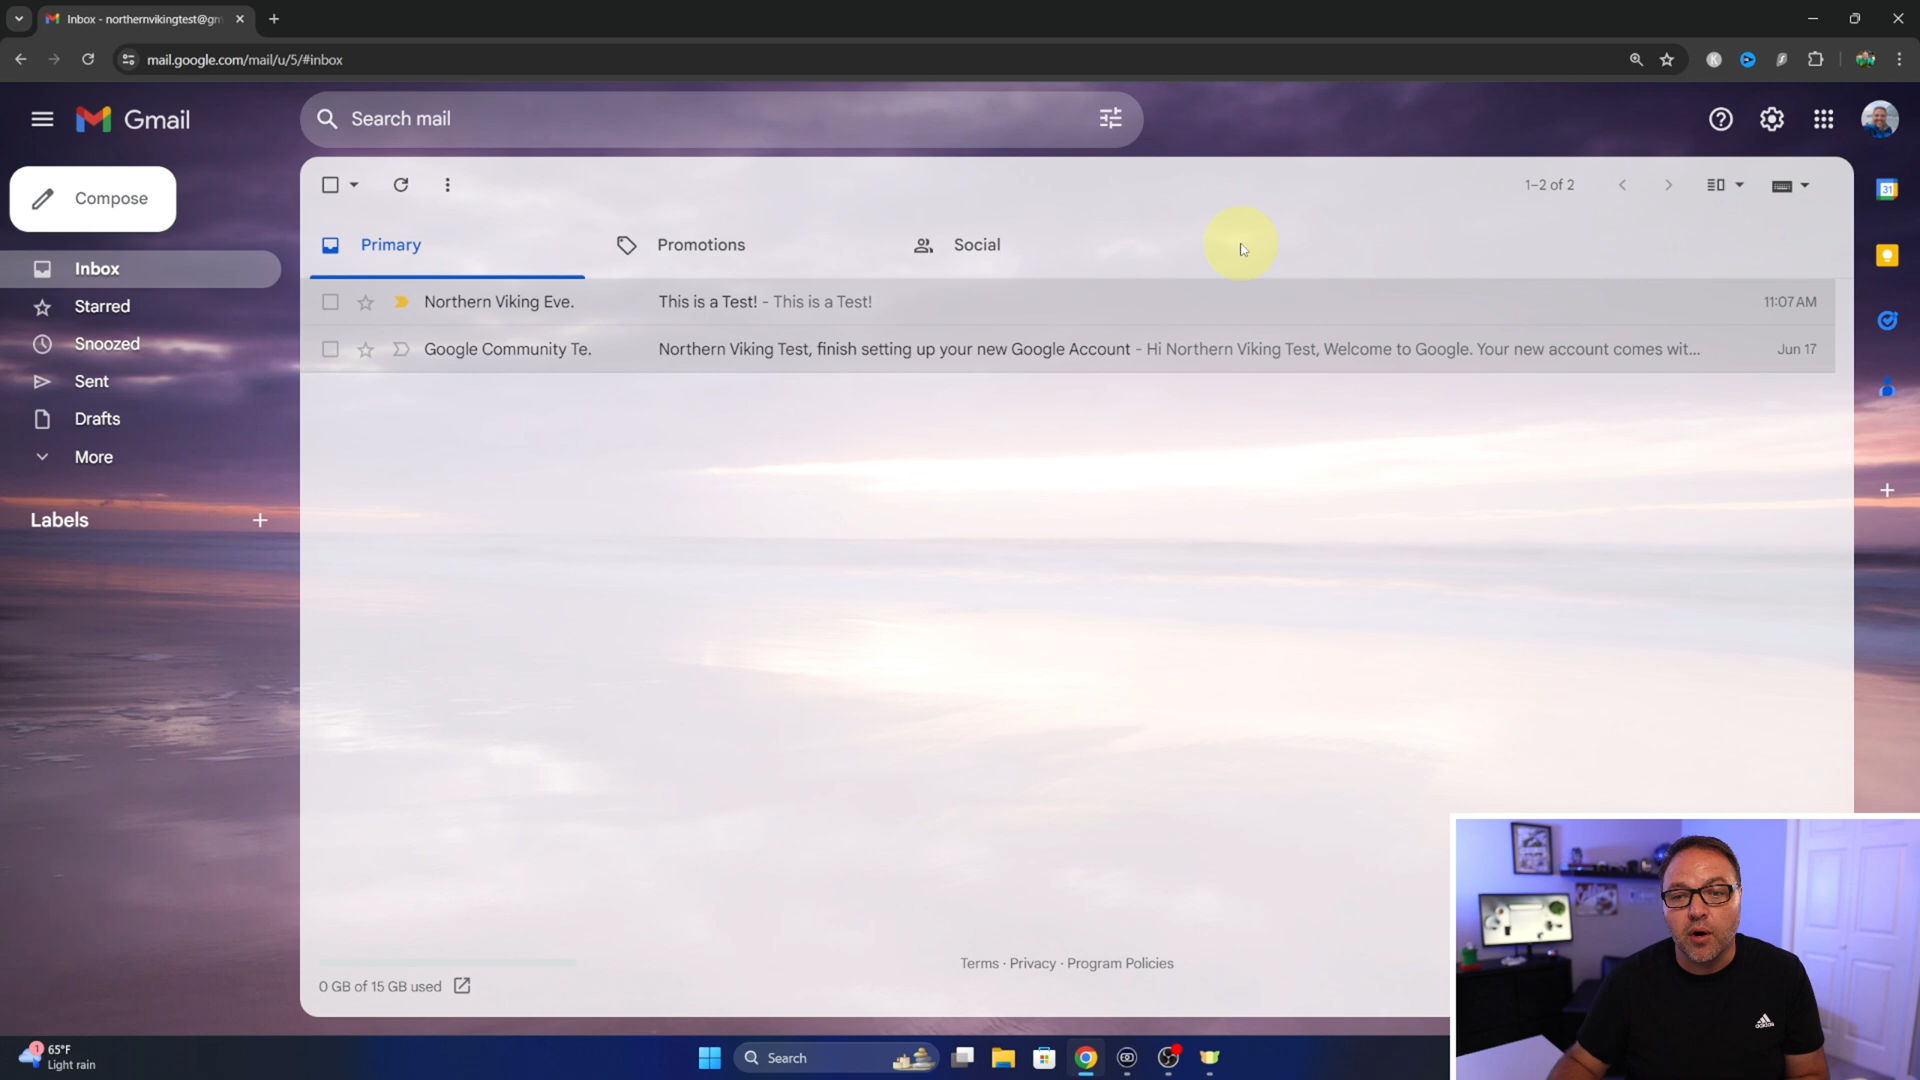 Inbox - northernvikingtest@gm
mail.google.com/mail/u/5/#inbox
Gmail
Search mail
Compose
1–2 of 2
31
Primary
Promotions
Social
Inbox
Starred
Snoozed
Sent
Drafts
More
Labels
Northern Viking Eve.
This is a Test! - This is a Test!
11:07 AM
Google Community Te.
Northern Viking Test, finish setting up your new Google Account - Hi Northern Viking Test, Welcome to Google. Your new account comes wit...
Jun 17
Terms · Privacy · Program Policies
0 GB of 15 GB used
adidas
1
65°F
Light rain
Search